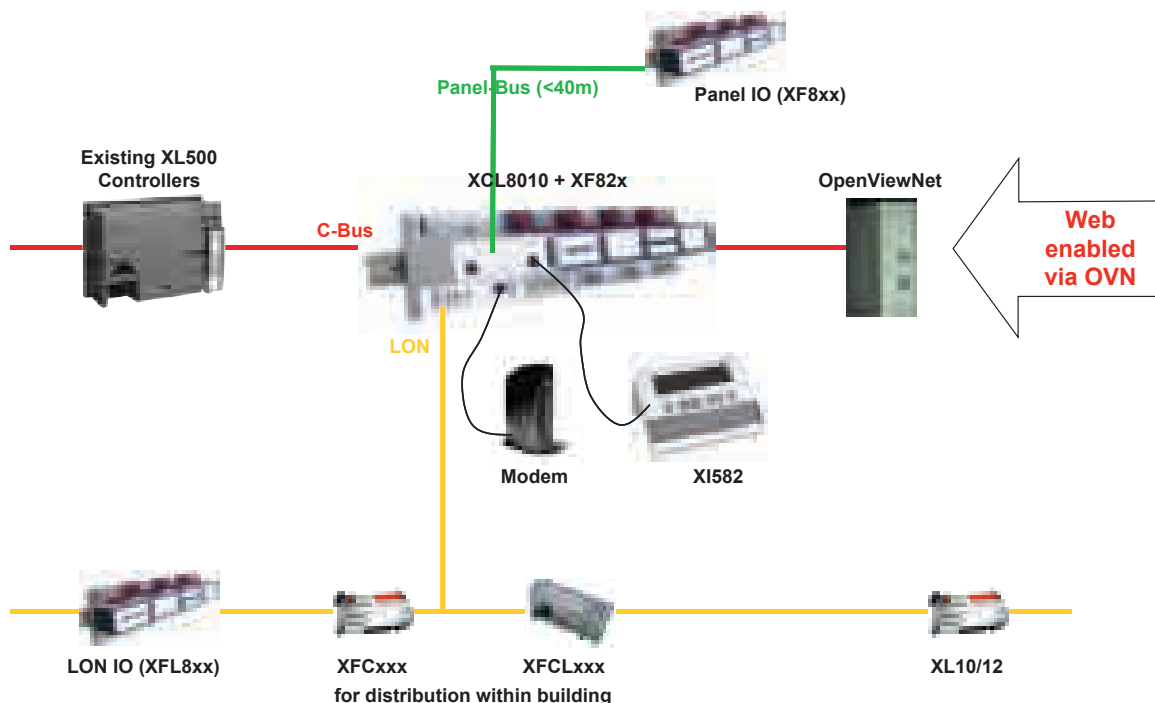 Panel-Bus (<40m)
Panel IO (XF8xx)
Existing XL500
Controllers
XCL8010 + XF82x
OpenViewNet
C-Bus
Web
enabled
via OVN
LON
Modem
XI582
LON IO (XFL8xx)
XFCxxx
XFCLxxx
XL10/12
for distribution within building